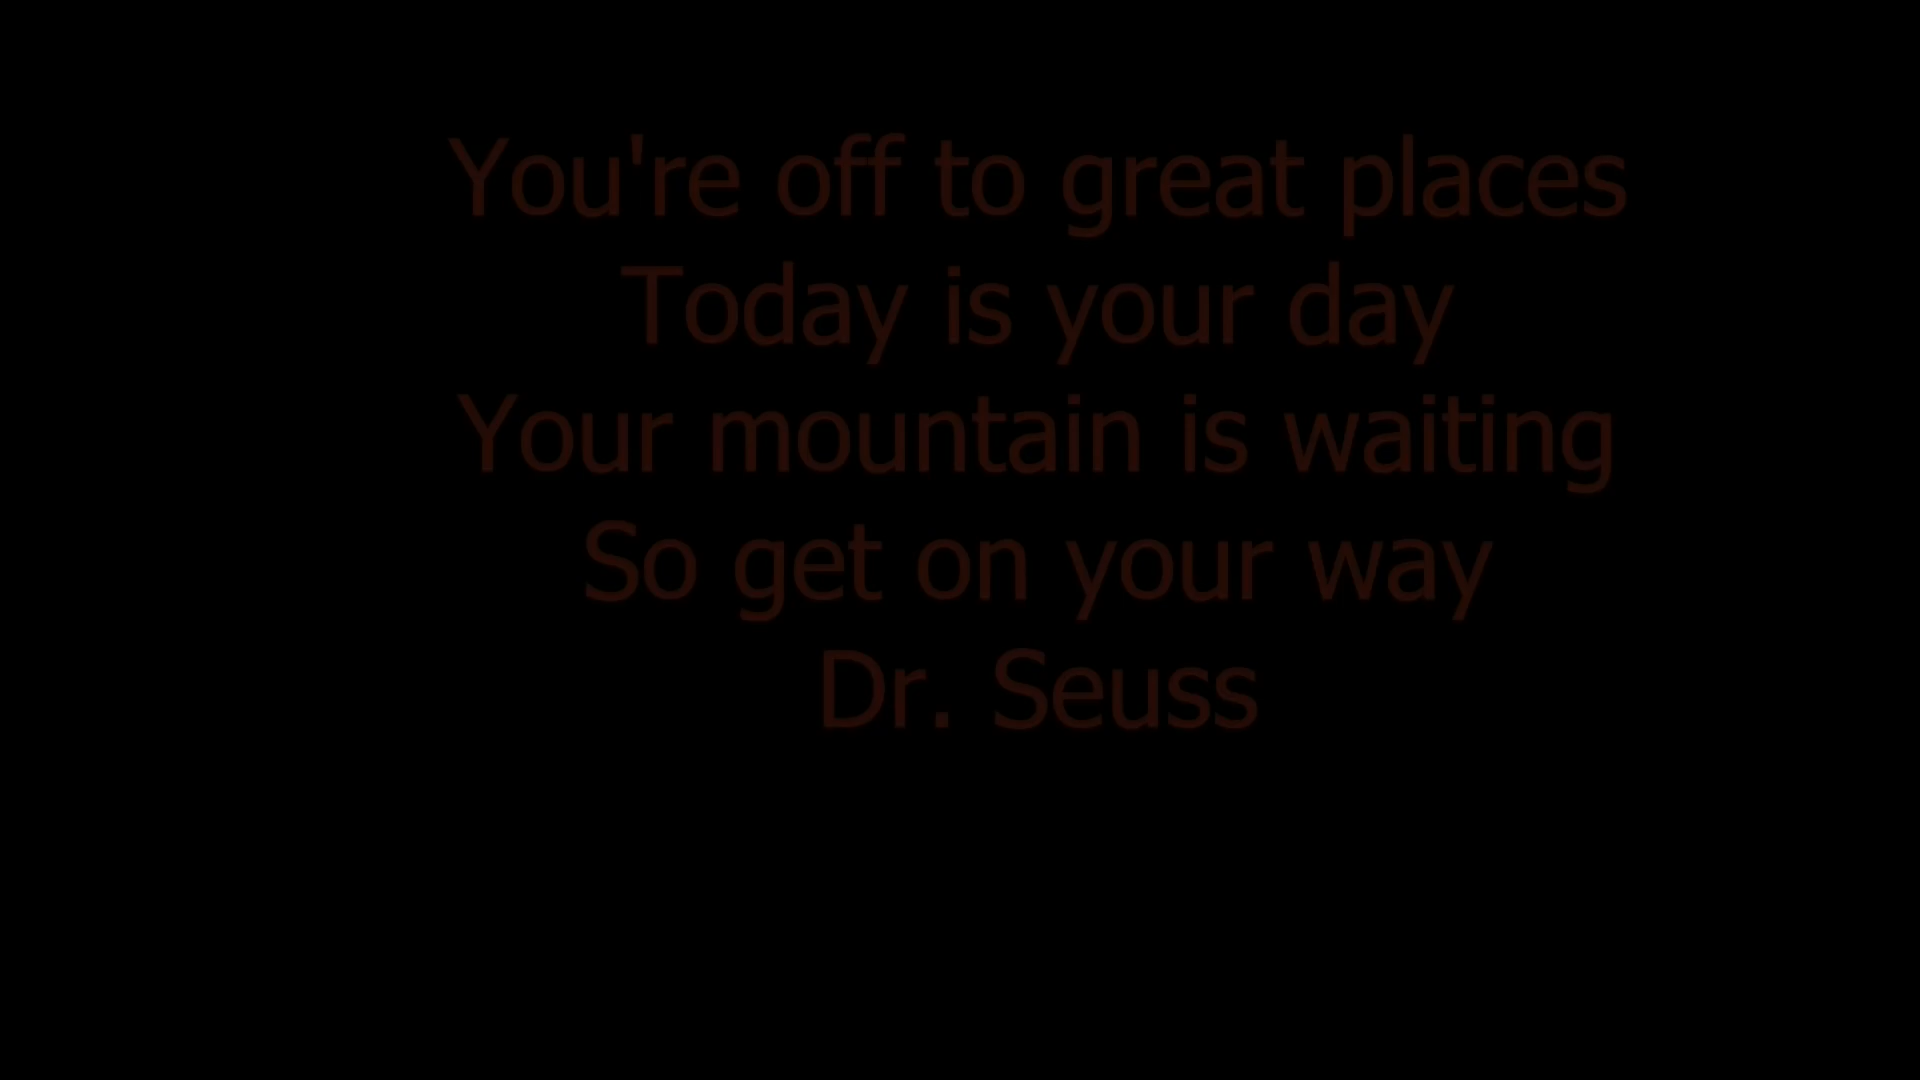 You're off to great places
Today is your day
Your mountain is waiting
So get on your way
Dr. Seuss